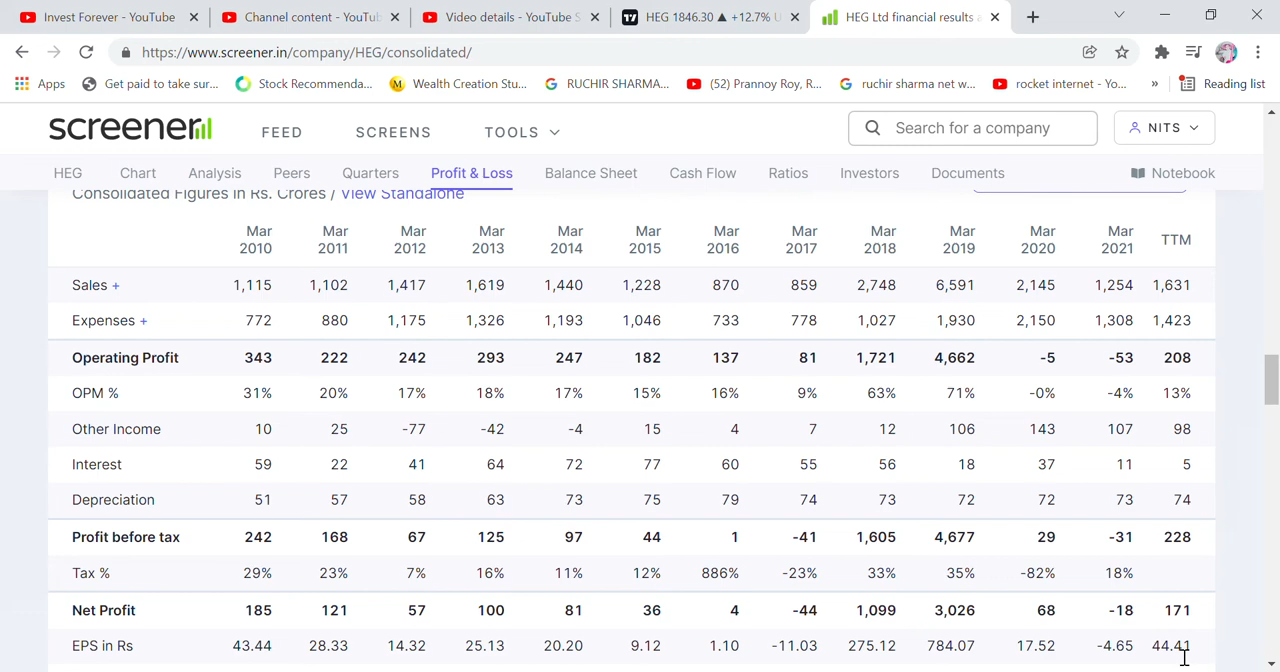 Invest Forever - YouTube
Channel content - YouTub
Video details - YouTube S
HEG 1846.30 ▲ +12.7% U
HEG Ltd financial results a
https://www.screener.in/company/HEG/consolidated/
Apps
Get paid to take sur...
Stock Recommenda...
Wealth Creation Stu...
RUCHIR SHARMA...
(52) Prannoy Roy, R...
ruchir sharma net w...
rocket internet - Yo...
»
Reading list
screener
FEED
SCREENS
TOOLS
Search for a company
NITS
HEG Chart Analysis Peers Quarters Profit & Loss Balance Sheet Cash Flow Ratios Investors Documents Notebook
Consolidated Figures in Rs. Crores / View Standalone
Mar 2010 Mar 2011 Mar 2012 Mar 2013 Mar 2014 Mar 2015 Mar 2016 Mar 2017 Mar 2018 Mar 2019 Mar 2020 Mar 2021 TTM
Sales + 1,115 1,102 1,417 1,619 1,440 1,228 870 859 2,748 6,591 2,145 1,254 1,631
Expenses + 772 880 1,175 1,326 1,193 1,046 733 778 1,027 1,930 2,150 1,308 1,423
Operating Profit 343 222 242 293 247 182 137 81 1,721 4,662 -5 -53 208
OPM % 31% 20% 17% 18% 17% 15% 16% 9% 63% 71% -0% -4% 13%
Other Income 10 25 -77 -42 -4 15 4 7 12 106 143 107 98
Interest 59 22 41 64 72 77 60 55 56 18 37 11 5
Depreciation 51 57 58 63 73 75 79 74 73 72 72 73 74
Profit before tax 242 168 67 125 97 44 1 -41 1,605 4,677 29 -31 228
Tax % 29% 23% 7% 16% 11% 12% 886% -23% 33% 35% -82% 18%
Net Profit 185 121 57 100 81 36 4 -44 1,099 3,026 68 -18 171
EPS in Rs 43.44 28.33 14.32 25.13 20.20 9.12 1.10 -11.03 275.12 784.07 17.52 -4.65 44.41